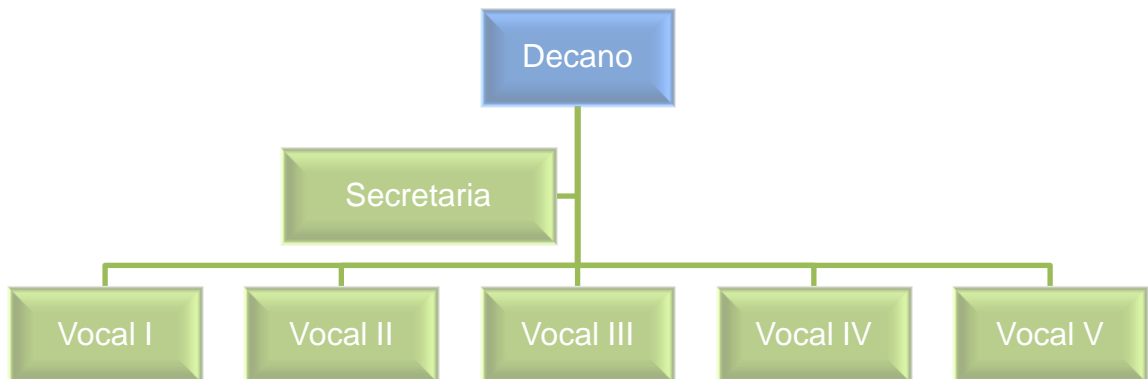 Decano
Secretaria
Vocal I
Vocal II
Vocal III
Vocal IV
Vocal V